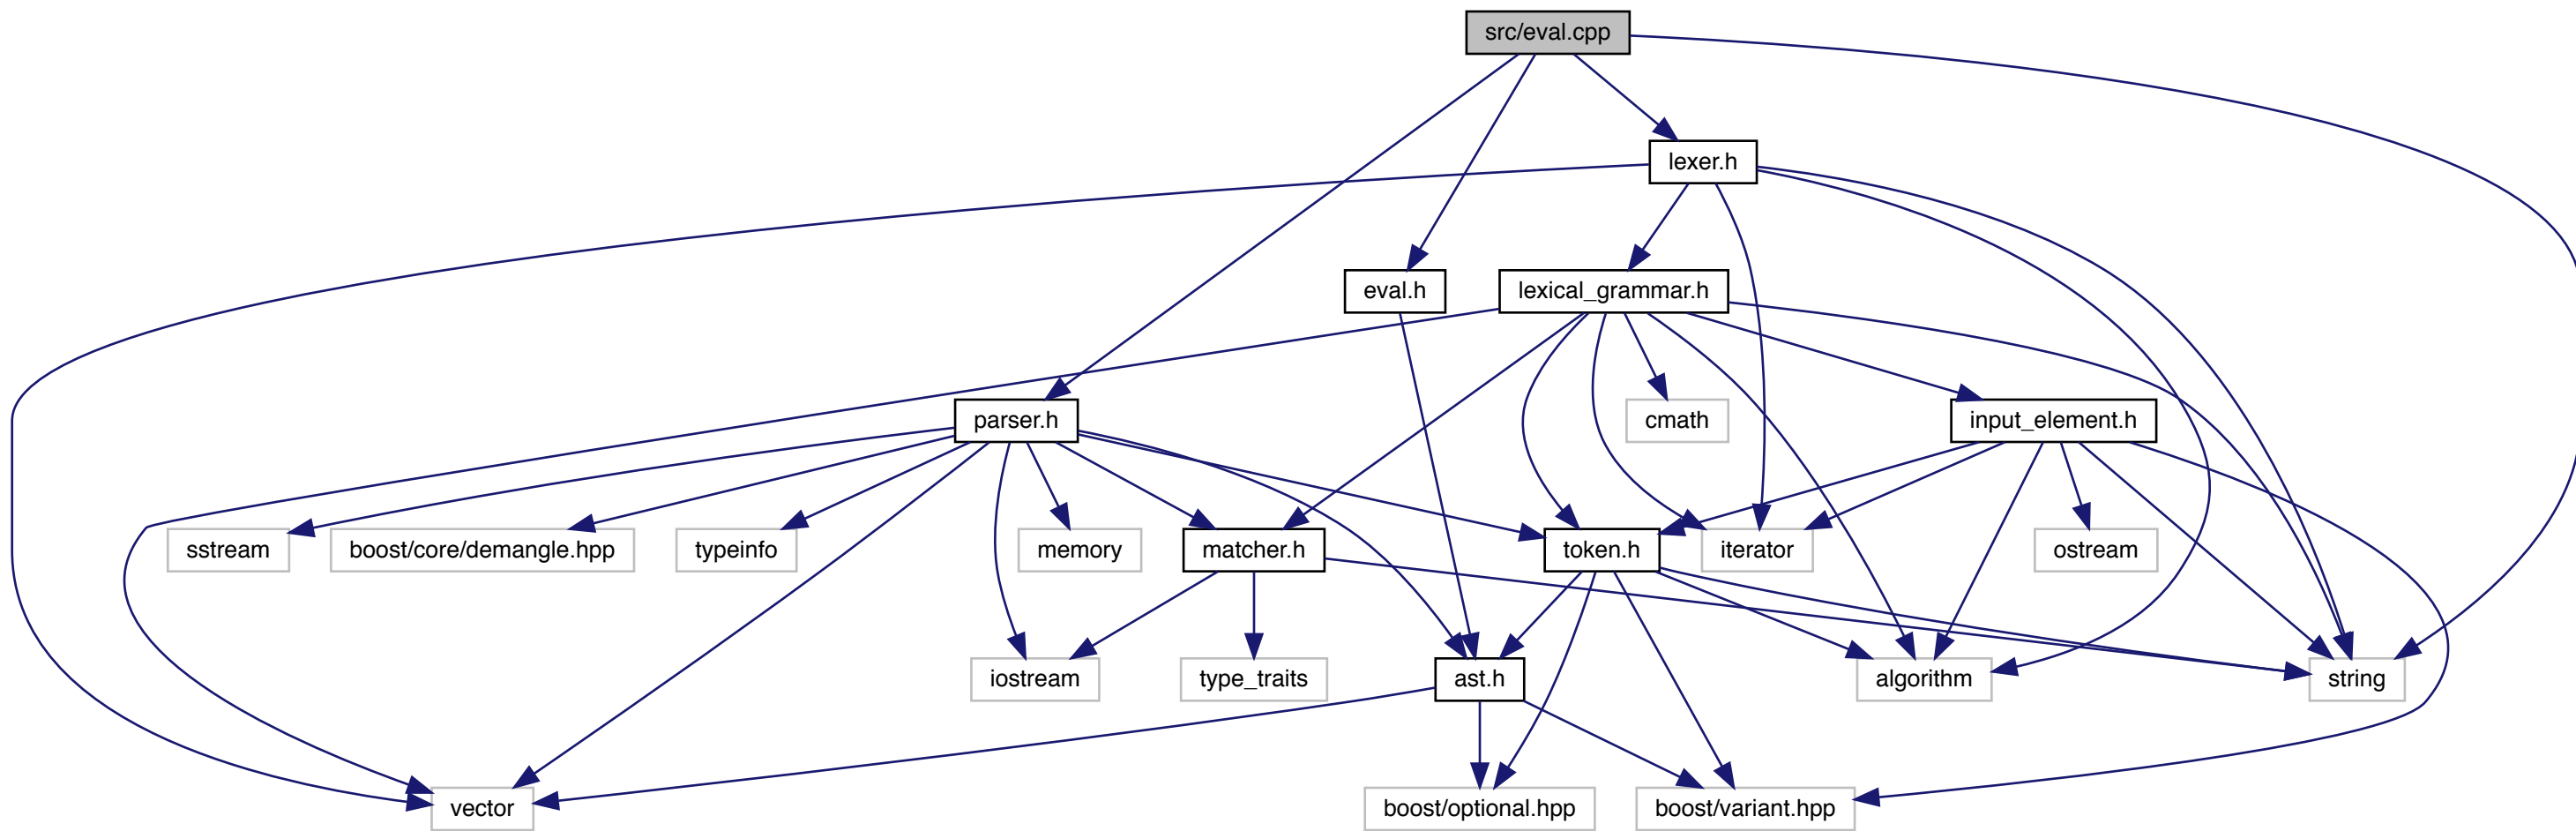 src/eval.cpp
lexer.h
eval.h
lexical_grammar.h
parser.h
cmath
input_element.h
sstream
boost/core/demangle.hpp
typeinfo
memory
matcher.h
token.h
iterator
ostream
iostream
type_traits
ast.h
algorithm
string
vector
boost/optional.hpp
boost/variant.hpp